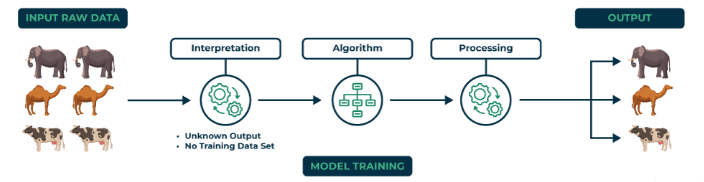 INPUT RAW DATA
OUTPUT
Interpretation
Algorithm
Processing
• Unknown Output
• No Training Data Set
MODEL TRAINING